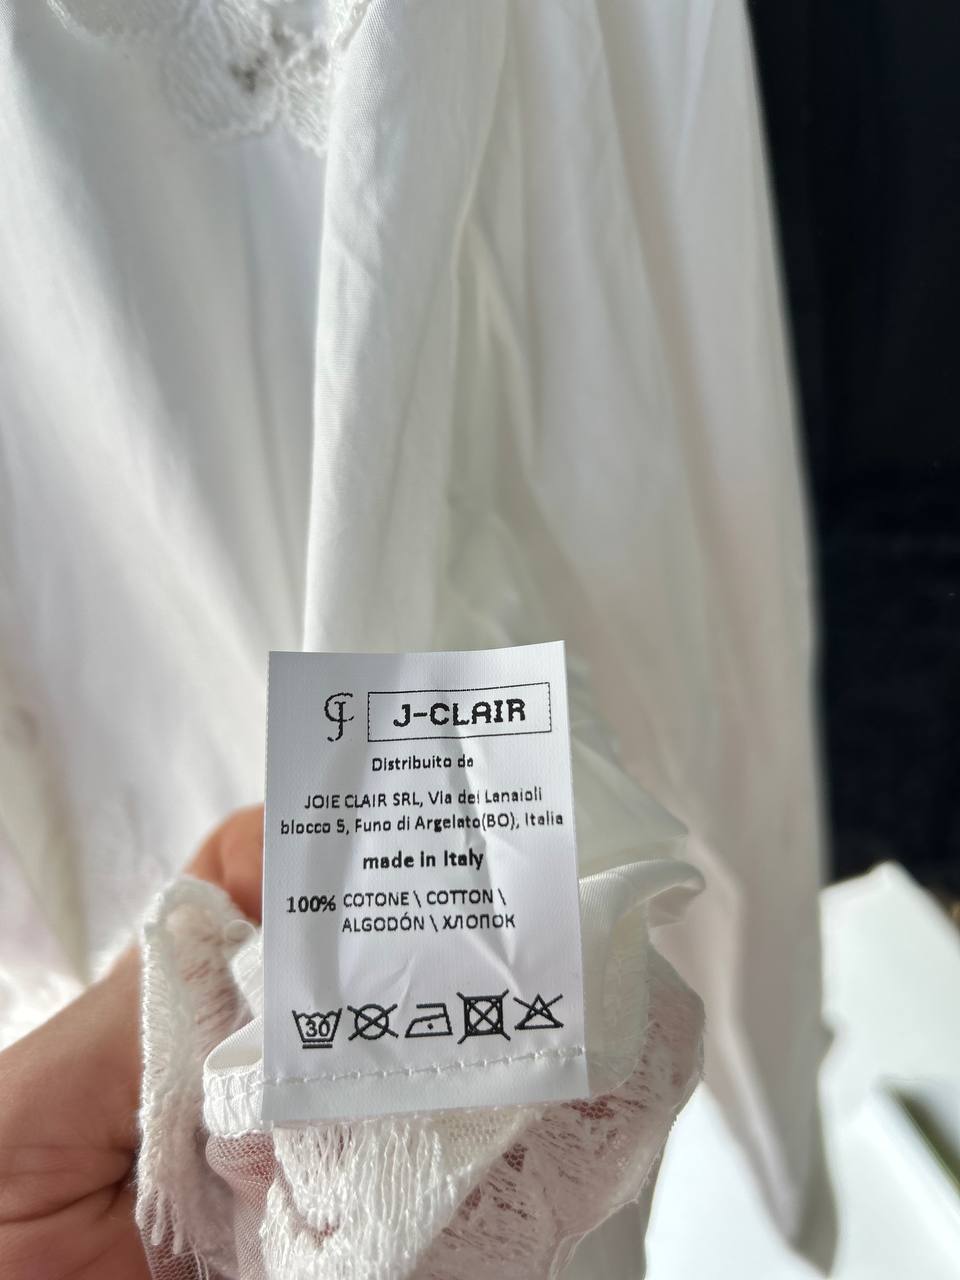 J-CLAIR
Distribuito da
JOIE CLAIR SRL, Via dei Lanaioli
blocco 5, Funo di Argelato(BO), Italia
made in Italy
100% COTONE \ COTTON \
ALGODÓN \ ХЛОПОК
30